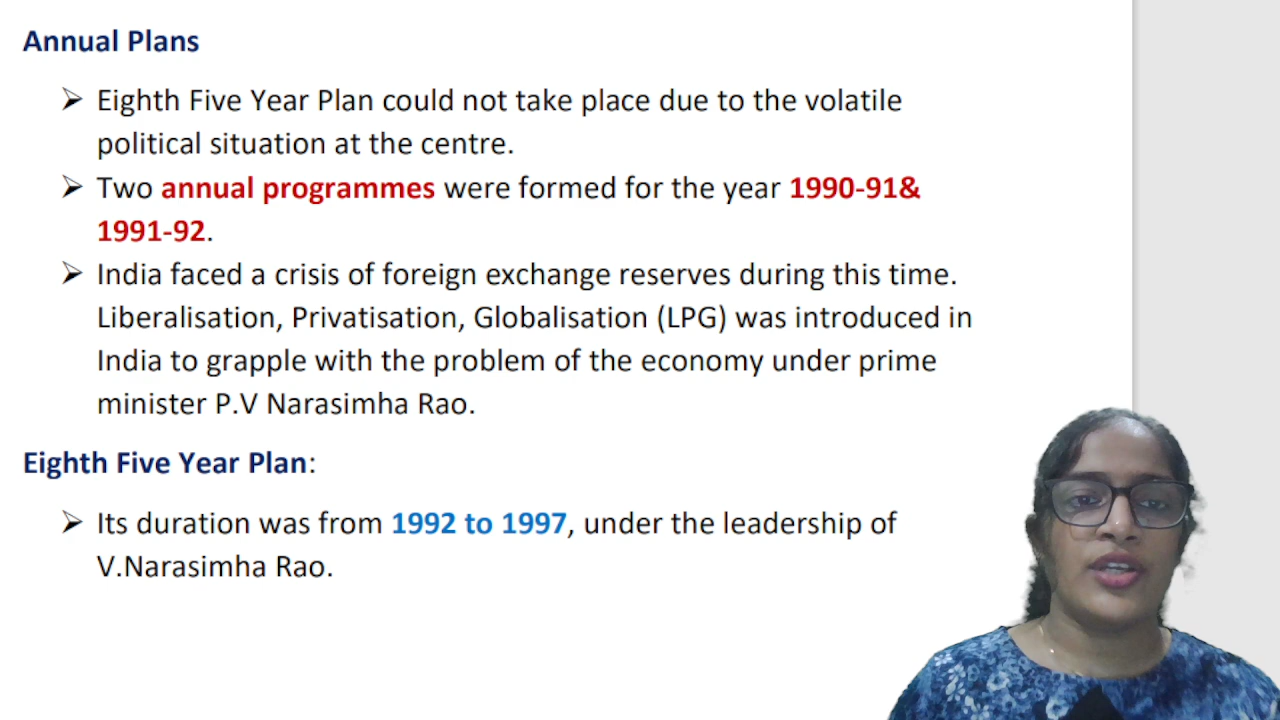 Annual Plans
➢ Eighth Five Year Plan could not take place due to the volatile
political situation at the centre.
➢ Two annual programmes were formed for the year 1990-91&
1991-92.
➢ India faced a crisis of foreign exchange reserves during this time.
Liberalisation, Privatisation, Globalisation (LPG) was introduced in
India to grapple with the problem of the economy under prime
minister P.V Narasimha Rao.
Eighth Five Year Plan:
➢ Its duration was from 1992 to 1997, under the leadership of
V.Narasimha Rao.